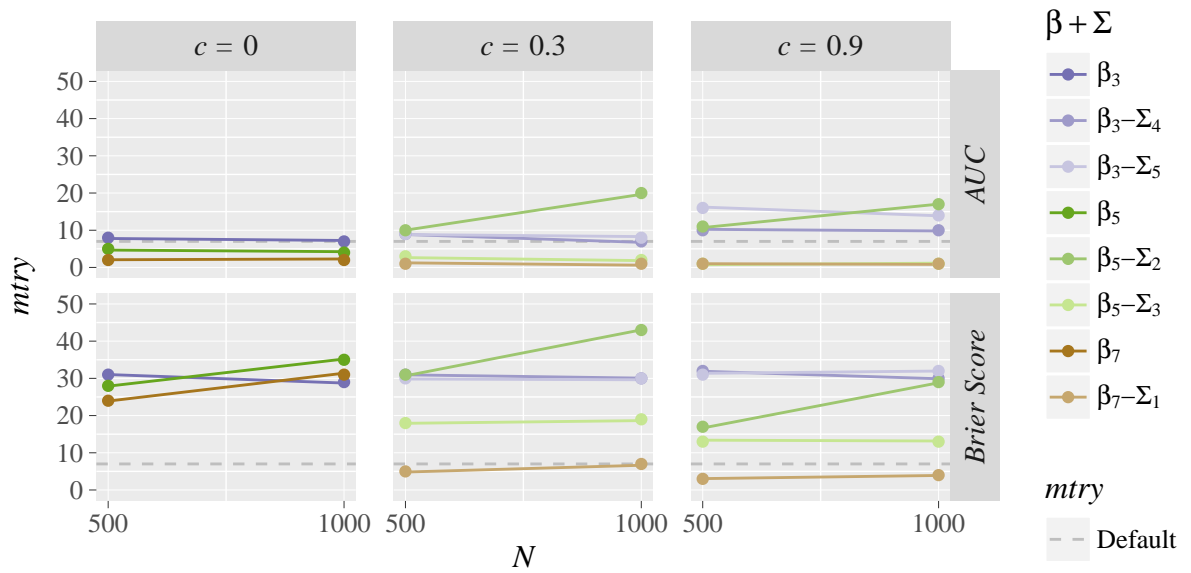 c = 0
c = 0.3
c = 0.9
50
40
30
20
10
0
AUC
50
40
30
20
10
0
Brier Score
mtry
500
1000
500
1000
500
1000
N
β + Σ
β₃
β₃–Σ₄
β₃–Σ₅
β₅
β₅–Σ₂
β₅–Σ₃
β₇
β₇–Σ₁
mtry
Default